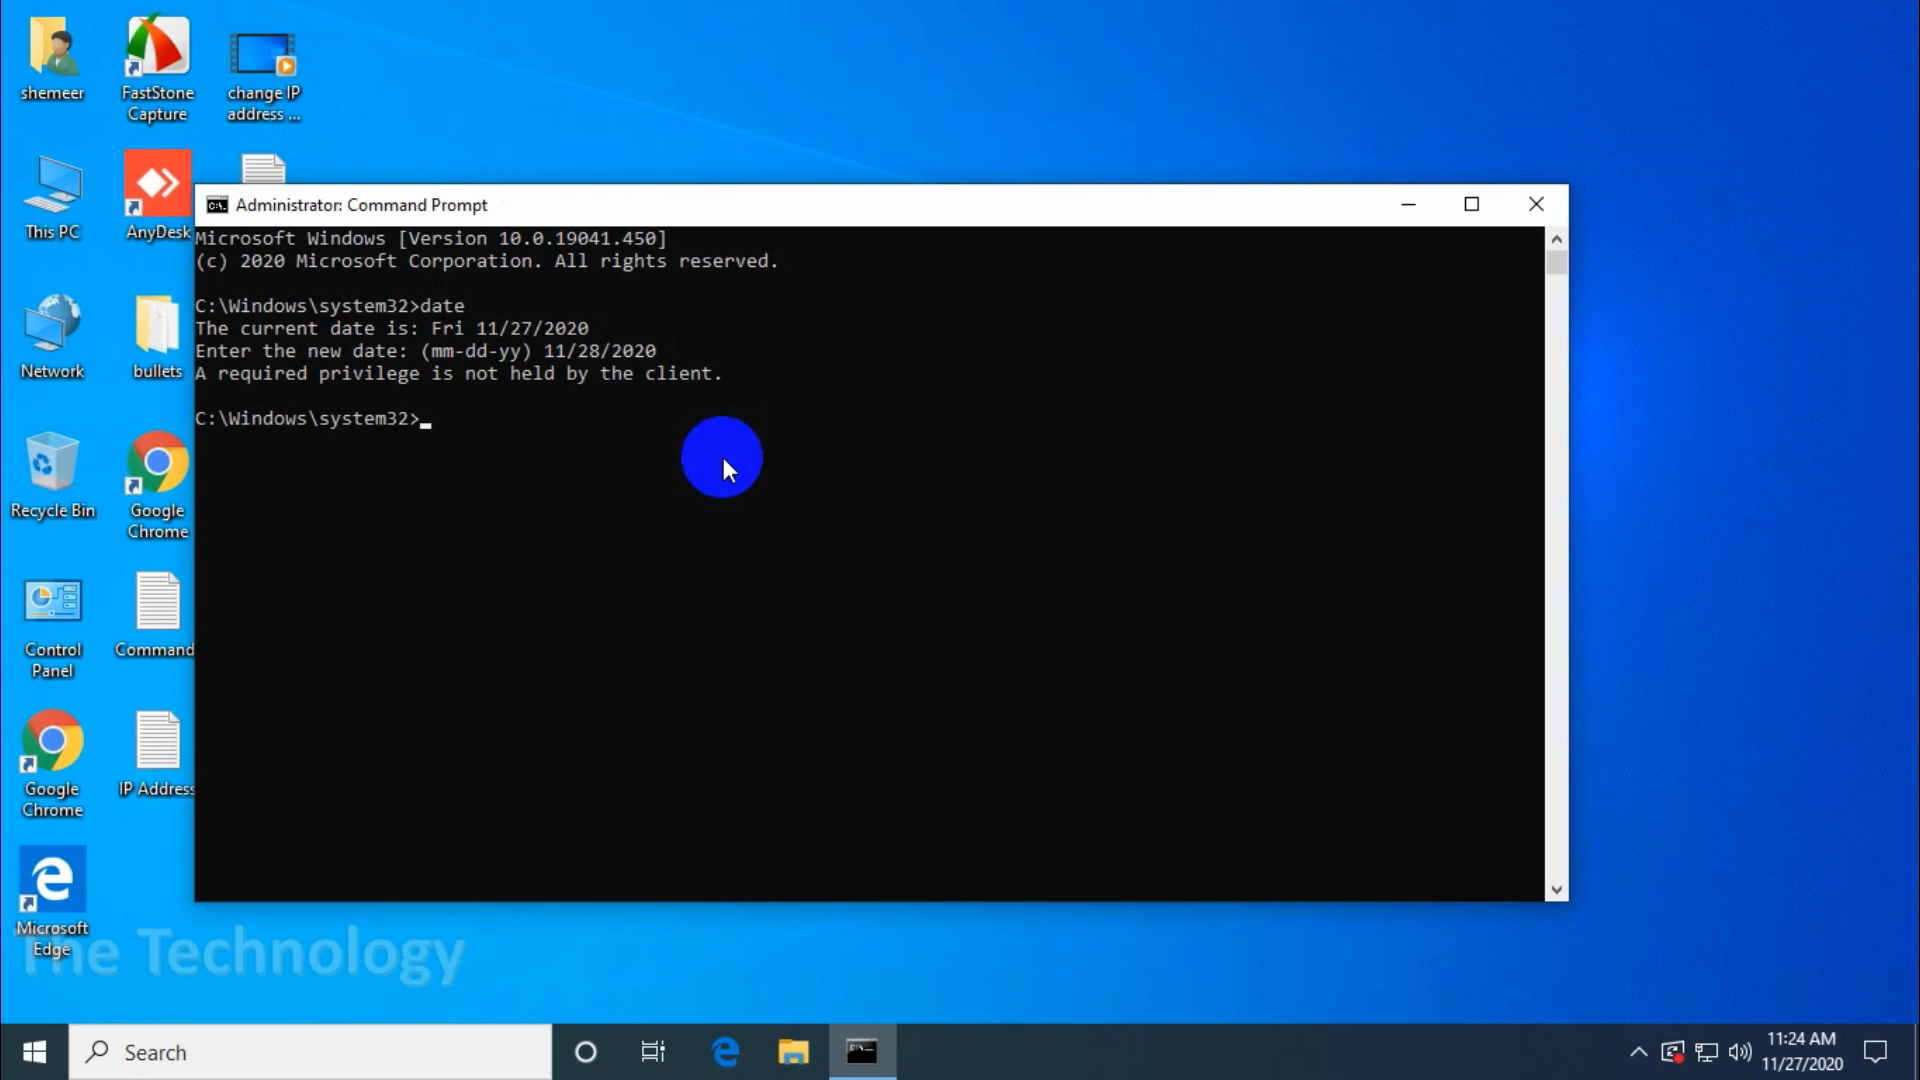 shemeer
FastStone
Capture
change IP
address ...
This PC
AnyDesk
Network
bullets
Recycle Bin
Google
Chrome
Control
Panel
Command
Google
Chrome
IP Address
Microsoft
Edge
Administrator: Command Prompt
Microsoft Windows [Version 10.0.19041.450]
(c) 2020 Microsoft Corporation. All rights reserved.
C:\Windows\system32>date
The current date is: Fri 11/27/2020
Enter the new date: (mm-dd-yy) 11/28/2020
A required privilege is not held by the client.
C:\Windows\system32>
The Technology
Search
11:24 AM
11/27/2020